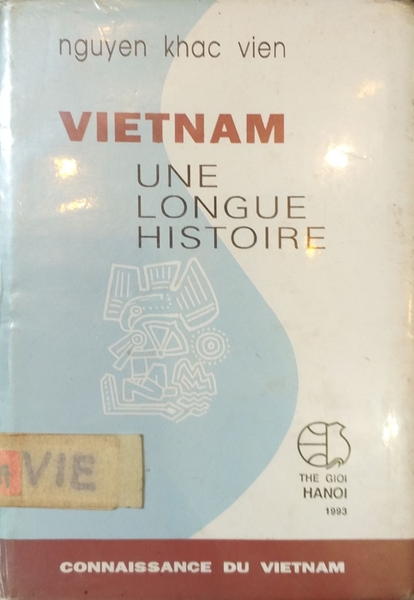 nguyen khac vien
VIETNAM
UNE
LONGUE
HISTOIRE
VIE
THE GIOI
HANOI
1993
CONNAISSANCE DU VIETNAM